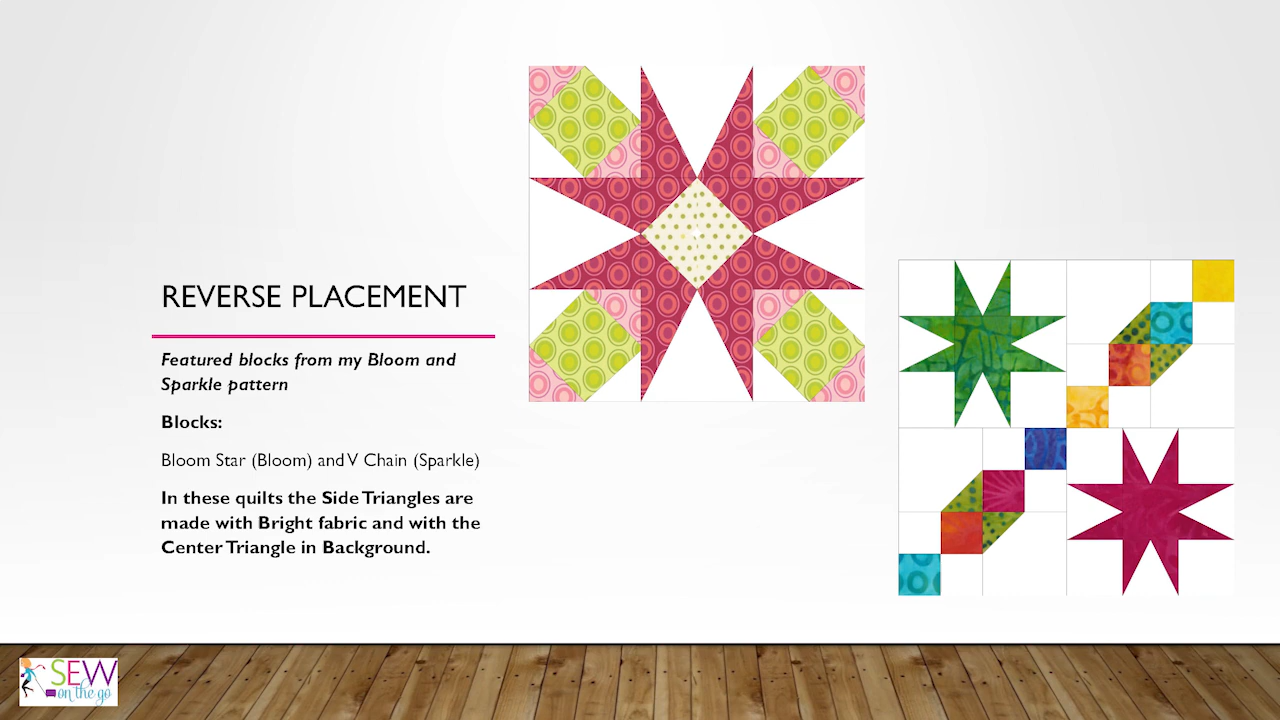 REVERSE PLACEMENT
Featured blocks from my Bloom and
Sparkle pattern
Blocks:
Bloom Star (Bloom) and V Chain (Sparkle)
In these quilts the Side Triangles are
made with Bright fabric and with the
Center Triangle in Background.
SEW
on the go